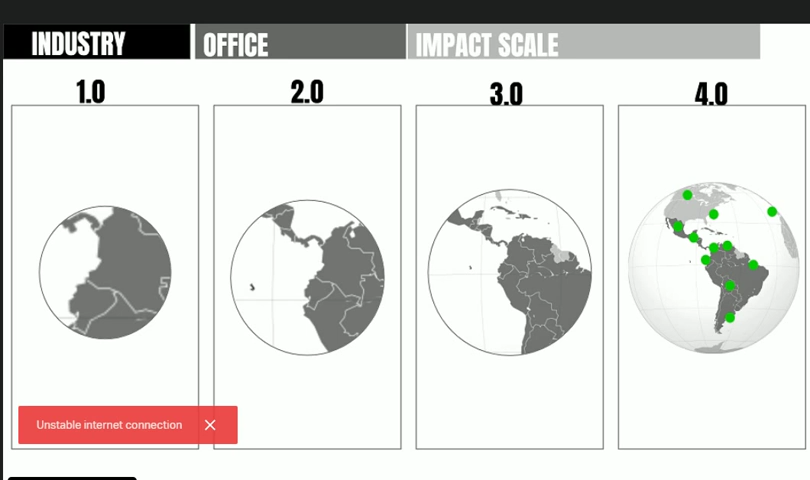 INDUSTRY OFFICE IMPACT SCALE
1.0 2.0 3.0 4.0
Unstable internet connection